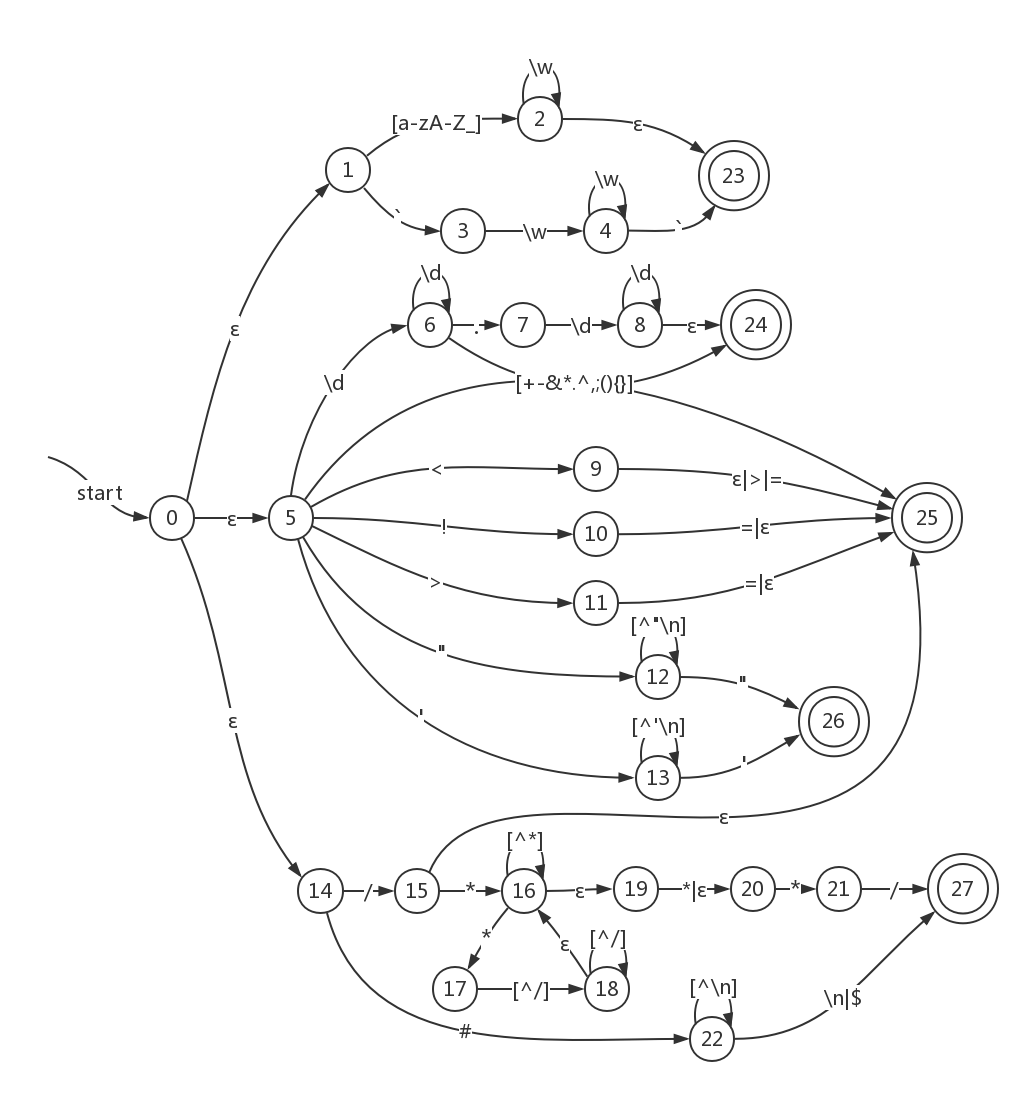 \w
[a-zA-Z_]
2
ε
1
23
\w
`
3
\w
4
`
\d
\d
ε
6
.
7
\d
8
ε
24
\d
[+-&*.^,;(){}]
<
9
ε|>|=
start
0
ε
5
!
10
=|ε
25
>
11
=|ε
[^"\n]
"
12
"
ε
'
[^'\n]
26
13
'
ε
[^*]
14
/
15
*
16
ε
19
*|ε
20
*
21
/
27
*
ε
[^/]
17
[^/]
18
[^\n]
\n|$
#
22